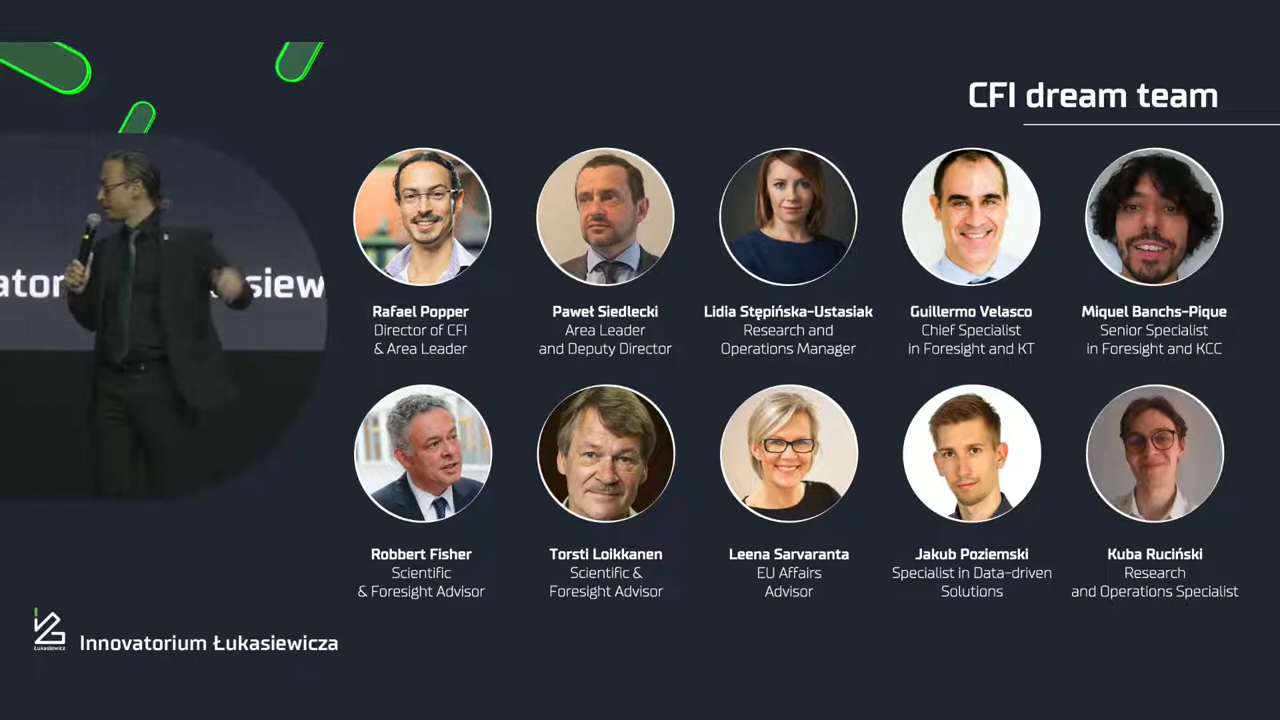 CFI dream team
Rafael Popper
Director of CFI
& Area Leader
Paweł Siedlecki
Area Leader
and Deputy Director
Lidia Stępińska-Ustasiak
Research and
Operations Manager
Guillermo Velasco
Chief Specialist
in Foresight and KT
Miquel Banchs-Pique
Senior Specialist
in Foresight and KCC
Robbert Fisher
Scientific
& Foresight Advisor
Torsti Loikkanen
Scientific &
Foresight Advisor
Leena Sarvaranta
EU Affairs
Advisor
Jakub Poziemski
Specialist in Data-driven
Solutions
Kuba Ruciński
Research
and Operations Specialist
Łukasiewicz
Innovatorium Łukasiewicza